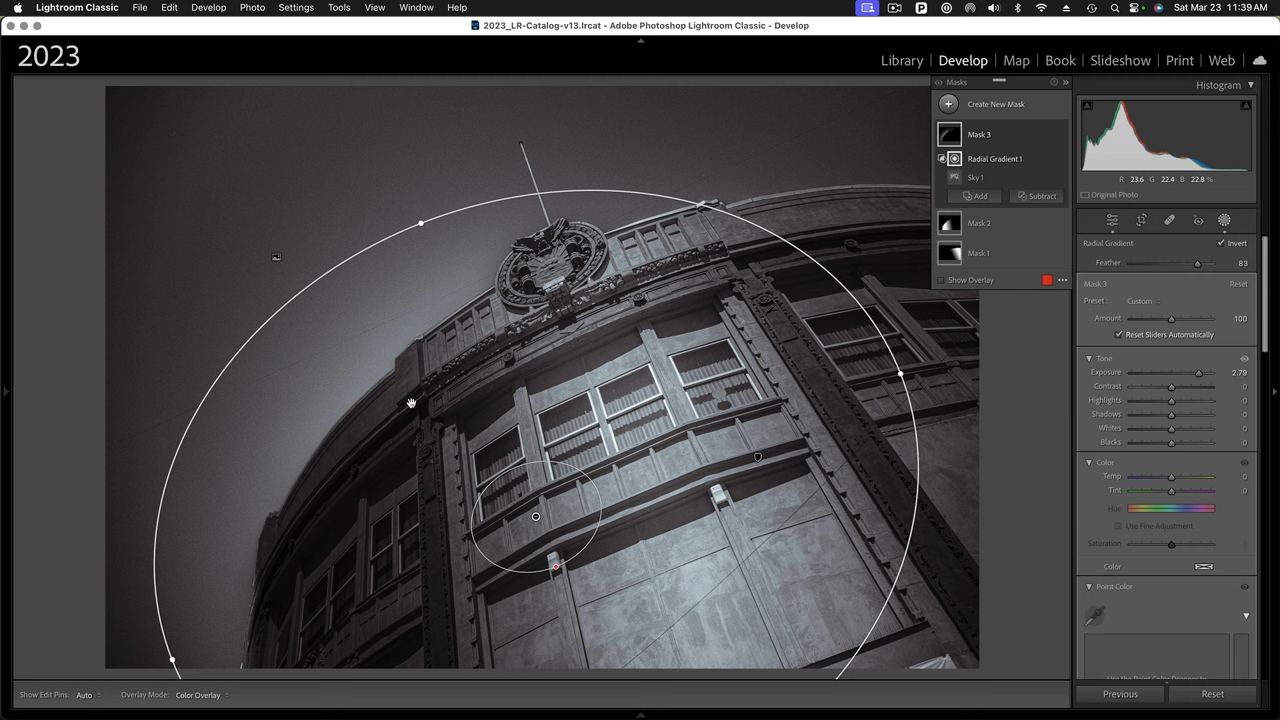 Lightroom Classic File Edit Develop Photo Settings Tools View Window Help Sat Mar 23 11:39 AM
2023_LR-Catalog-v13.lrcat - Adobe Photoshop Lightroom Classic - Develop
2023 Library Develop Map Book Slideshow Print Web
Masks
Create New Mask
Mask 3
Radial Gradient 1
Sky 1
Add Subtract
Mask 2
Mask 1
Show Overlay
Histogram
R 23.6 G 22.4 B 22.8 %
Original Photo
Radial Gradient Invert
Feather 83
Mask 3 Reset
Preset : Custom
Amount 100
Reset Sliders Automatically
Tone
Exposure 2.79
Contrast 0
Highlights 0
Shadows 0
Whites 0
Blacks 0
Color
Temp 0
Tint 0
Hue
Use Fine Adjustment
Saturation
Color
Point Color
Previous Reset
Show Edit Pins: Auto Overlay Mode: Color Overlay